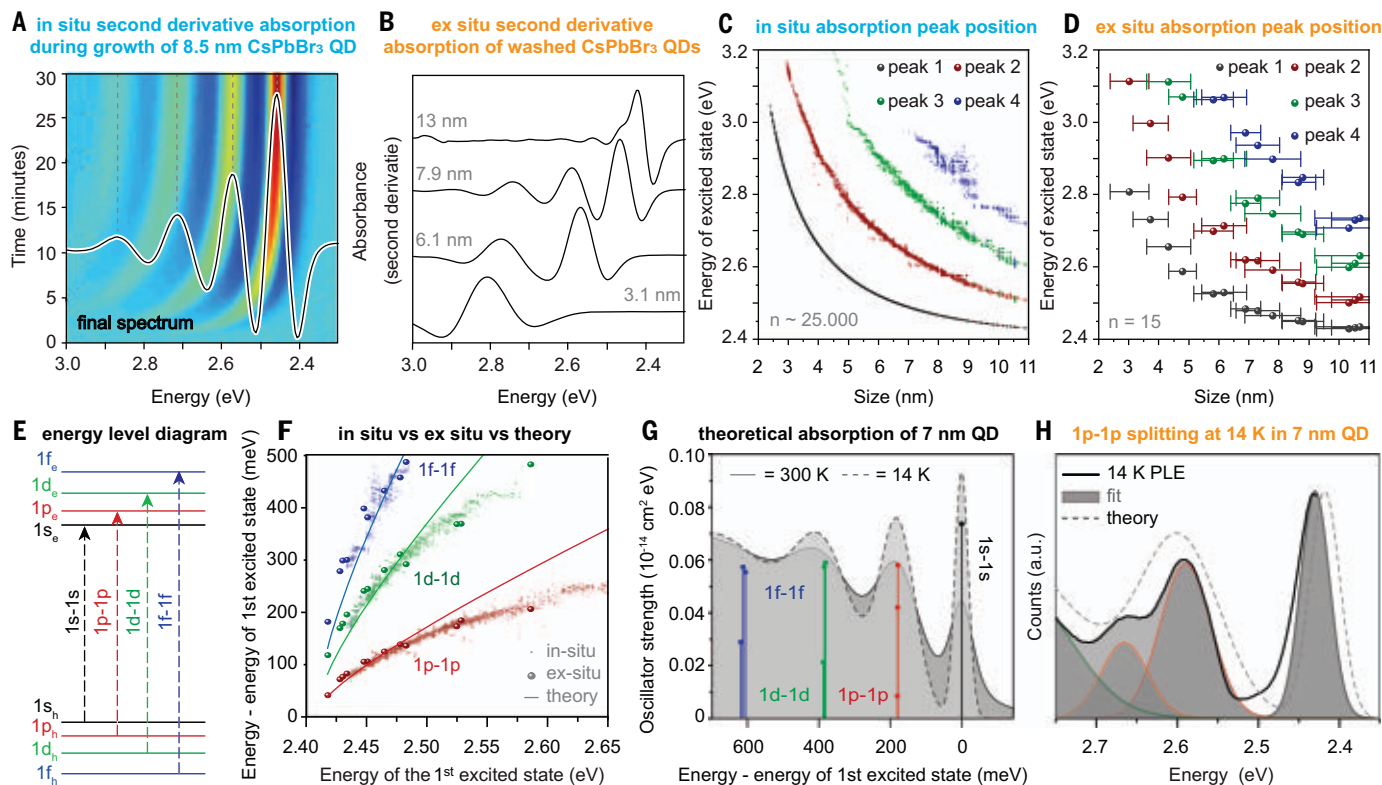 A in situ second derivative absorption
during growth of 8.5 nm CsPbBr₃ QD
Time (minutes)
30
25
20
15
10
5
0
final spectrum
3.0 2.8 2.6 2.4
Energy (eV)
B ex situ second derivative
absorption of washed CsPbBr₃ QDs
Absorbance
(second derivatie)
13 nm
7.9 nm
6.1 nm
3.1 nm
3.0 2.8 2.6 2.4
Energy (eV)
C in situ absorption peak position
Energy of excited state (eV)
3.2
3.0
2.8
2.6
2.4
peak 1 peak 2
peak 3 peak 4
n ~ 25.000
2 3 4 5 6 7 8 9 10 11
Size (nm)
D ex situ absorption peak position
Energy of excited state (eV)
3.2
3.0
2.8
2.6
2.4
peak 1 peak 2
peak 3
peak 4
n = 15
2 3 4 5 6 7 8 9 10 11
Size (nm)
E energy level diagram
1fₑ
1dₑ
1pₑ
1sₑ
1s-1s
1p-1p
1d-1d
1f-1f
1sₕ
1pₕ
1dₕ
1fₕ
F in situ vs ex situ vs theory
Energy - energy of 1st excited state (meV)
500
400
300
200
100
0
1f-1f
1d-1d
1p-1p
in-situ
ex-situ
theory
2.40 2.45 2.50 2.55 2.60 2.65
Energy of the 1st excited state (eV)
G theoretical absorption of 7 nm QD
Oscillator strength (10⁻¹⁴ cm² eV)
0.10
0.08
0.06
0.04
0.02
0
= 300 K = 14 K
1s-1s
1f-1f
1d-1d 1p-1p
600 400 200 0
Energy - energy of 1st excited state (meV)
H 1p-1p splitting at 14 K in 7 nm QD
Counts (a.u.)
14 K PLE
fit
theory
2.7 2.6 2.5 2.4
Energy (eV)